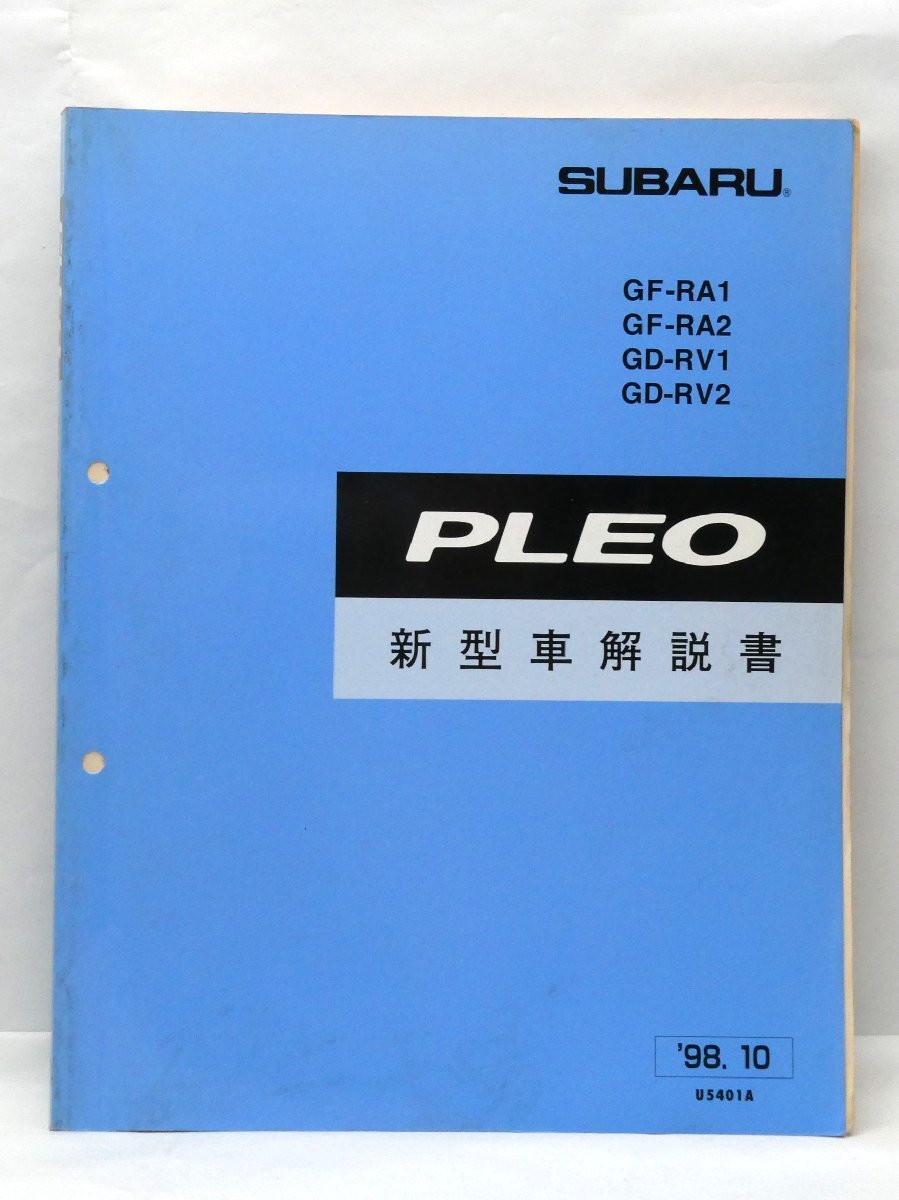 SUBARU®
GF-RA1
GF-RA2
GD-RV1
GD-RV2
PLEO
新型車解説書
'98. 10
U5401A